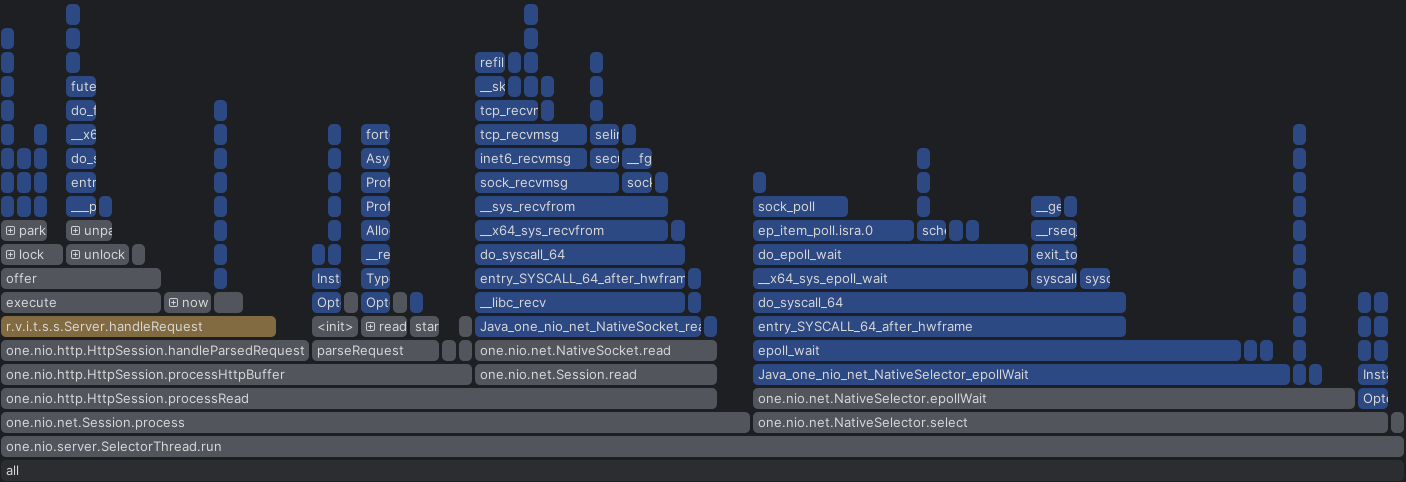 refil
fute __sk
do_f tcp_recvr
__x6 fort tcp_recvmsg selin
do_s Asy inet6_recvmsg secu __fg
entr Prof sock_recvmsg sock
___p Prof __sys_recvfrom sock_poll __ge
park unpa Allo __x64_sys_recvfrom ep_item_poll.isra.0 sche __rseq_
lock unlock __re do_syscall_64 do_epoll_wait exit_to
offer Inst Typ entry_SYSCALL_64_after_hwfram __x64_sys_epoll_wait syscall sysc
execute now Opt Opt __libc_recv do_syscall_64
r.v.i.t.s.s.Server.handleRequest <init> read star Java_one_nio_net_NativeSocket_rea entry_SYSCALL_64_after_hwframe
one.nio.http.HttpSession.handleParsedRequest parseRequest one.nio.net.NativeSocket.read epoll_wait
one.nio.http.HttpSession.processHttpBuffer one.nio.net.Session.read Java_one_nio_net_NativeSelector_epollWait Insta
one.nio.http.HttpSession.processRead one.nio.net.NativeSelector.epollWait Opto
one.nio.net.Session.process one.nio.net.NativeSelector.select
one.nio.server.SelectorThread.run
all